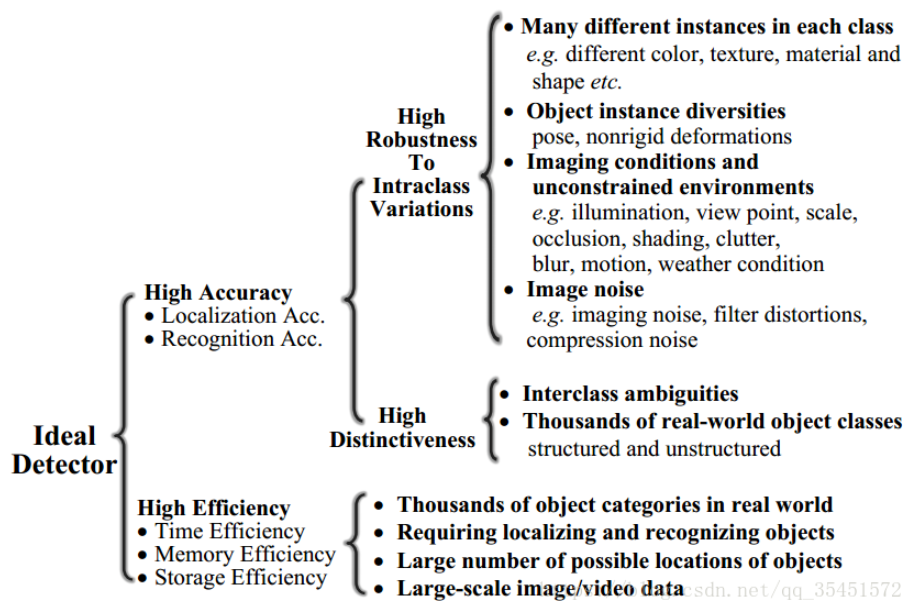 Ideal
Detector
High Accuracy
• Localization Acc.
• Recognition Acc.
High
Robustness
To
Intraclass
Variations
• Many different instances in each class
e.g. different color, texture, material and
shape etc.
• Object instance diversities
pose, nonrigid deformations
• Imaging conditions and
unconstrained environments
e.g. illumination, view point, scale,
occlusion, shading, clutter,
blur, motion, weather condition
• Image noise
e.g. imaging noise, filter distortions,
compression noise
High
Distinctiveness
• Interclass ambiguities
• Thousands of real-world object classes
structured and unstructured
High Efficiency
• Time Efficiency
• Memory Efficiency
• Storage Efficiency
• Thousands of object categories in real world
• Requiring localizing and recognizing objects
• Large number of possible locations of objects
• Large-scale image/video data
csdn.net/qq_35451572